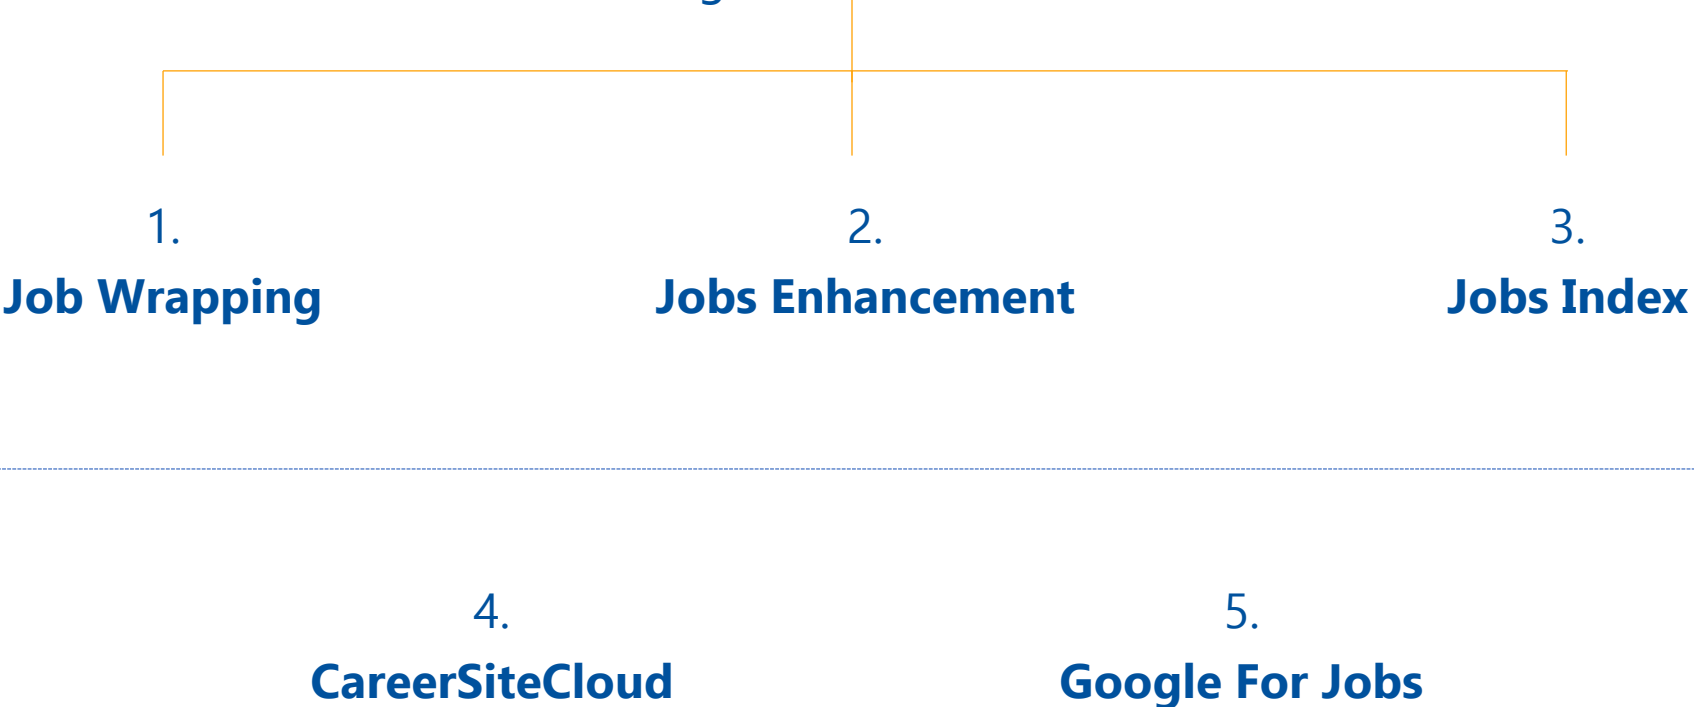 1.
Job Wrapping
2.
Jobs Enhancement
3.
Jobs Index
4.
CareerSiteCloud
5.
Google For Jobs